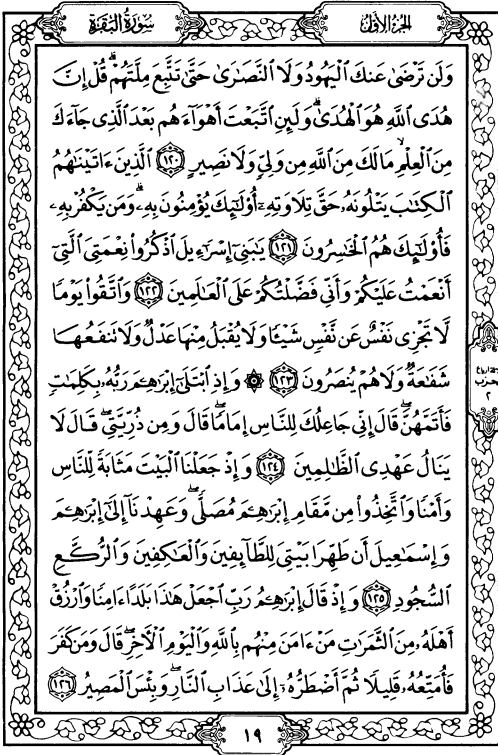 الجزء الأول
سورة البقرة
وَلَن تَرْضَىٰ عَنكَ ٱلْيَهُودُ وَلَا ٱلنَّصَٰرَىٰ حَتَّىٰ تَتَّبِعَ مِلَّتَهُمْ ۗ قُلْ إِنَّ
هُدَى ٱللَّهِ هُوَ ٱلْهُدَىٰ ۗ وَلَئِنِ ٱتَّبَعْتَ أَهْوَآءَهُم بَعْدَ ٱلَّذِى جَآءَكَ
مِنَ ٱلْعِلْمِ ۙ مَا لَكَ مِنَ ٱللَّهِ مِن وَلِىٍّ وَلَا نَصِيرٍ ١٢٠ ٱلَّذِينَ ءَاتَيْنَٰهُمُ
ٱلْكِتَٰبَ يَتْلُونَهُۥ حَقَّ تِلَاوَتِهِۦٓ أُو۟لَٰٓئِكَ يُؤْمِنُونَ بِهِۦ ۗ وَمَن يَكْفُرْ بِهِۦ
فَأُو۟لَٰٓئِكَ هُمُ ٱلْخَٰسِرُونَ ١٢١ يَٰبَنِىٓ إِسْرَٰٓءِيلَ ٱذْكُرُوا۟ نِعْمَتِىَ ٱلَّتِىٓ
أَنْعَمْتُ عَلَيْكُمْ وَأَنِّى فَضَّلْتُكُمْ عَلَى ٱلْعَٰلَمِينَ ١٢٢ وَٱتَّقُوا۟ يَوْمًا
لَّا تَجْزِى نَفْسٌ عَن نَّفْسٍ شَيْـًٔا وَلَا يُقْبَلُ مِنْهَا عَدْلٌ وَلَا تَنفَعُهَا
شَفَٰعَةٌ وَلَا هُمْ يُنصَرُونَ ١٢٣ ۞ وَإِذِ ٱبْتَلَىٰٓ إِبْرَٰهِـۧمَ رَبُّهُۥ بِكَلِمَٰتٍ
فَأَتَمَّهُنَّ ۖ قَالَ إِنِّى جَاعِلُكَ لِلنَّاسِ إِمَامًا ۖ قَالَ وَمِن ذُرِّيَّتِى ۖ قَالَ لَا
يَنَالُ عَهْدِى ٱلظَّٰلِمِينَ ١٢٤ وَإِذْ جَعَلْنَا ٱلْبَيْتَ مَثَابَةً لِّلنَّاسِ
وَأَمْنًا وَٱتَّخِذُوا۟ مِن مَّقَامِ إِبْرَٰهِـۧمَ مُصَلًّى ۖ وَعَهِدْنَآ إِلَىٰٓ إِبْرَٰهِـۧمَ
وَإِسْمَٰعِيلَ أَن طَهِّرَا بَيْتِىَ لِلطَّآئِفِينَ وَٱلْعَٰكِفِينَ وَٱلرُّكَّعِ
ٱلسُّجُودِ ١٢٥ وَإِذْ قَالَ إِبْرَٰهِـۧمُ رَبِّ ٱجْعَلْ هَٰذَا بَلَدًا ءَامِنًا وَٱرْزُقْ
أَهْلَهُۥ مِنَ ٱلثَّمَرَٰتِ مَنْ ءَامَنَ مِنْهُم بِٱللَّهِ وَٱلْيَوْمِ ٱلْءَاخِرِ ۖ قَالَ وَمَن كَفَرَ
فَأُمَتِّعُهُۥ قَلِيلًا ثُمَّ أَضْطَرُّهُۥٓ إِلَىٰ عَذَابِ ٱلنَّارِ ۖ وَبِئْسَ ٱلْمَصِيرُ ١٢٦
حزب
٢
١٩